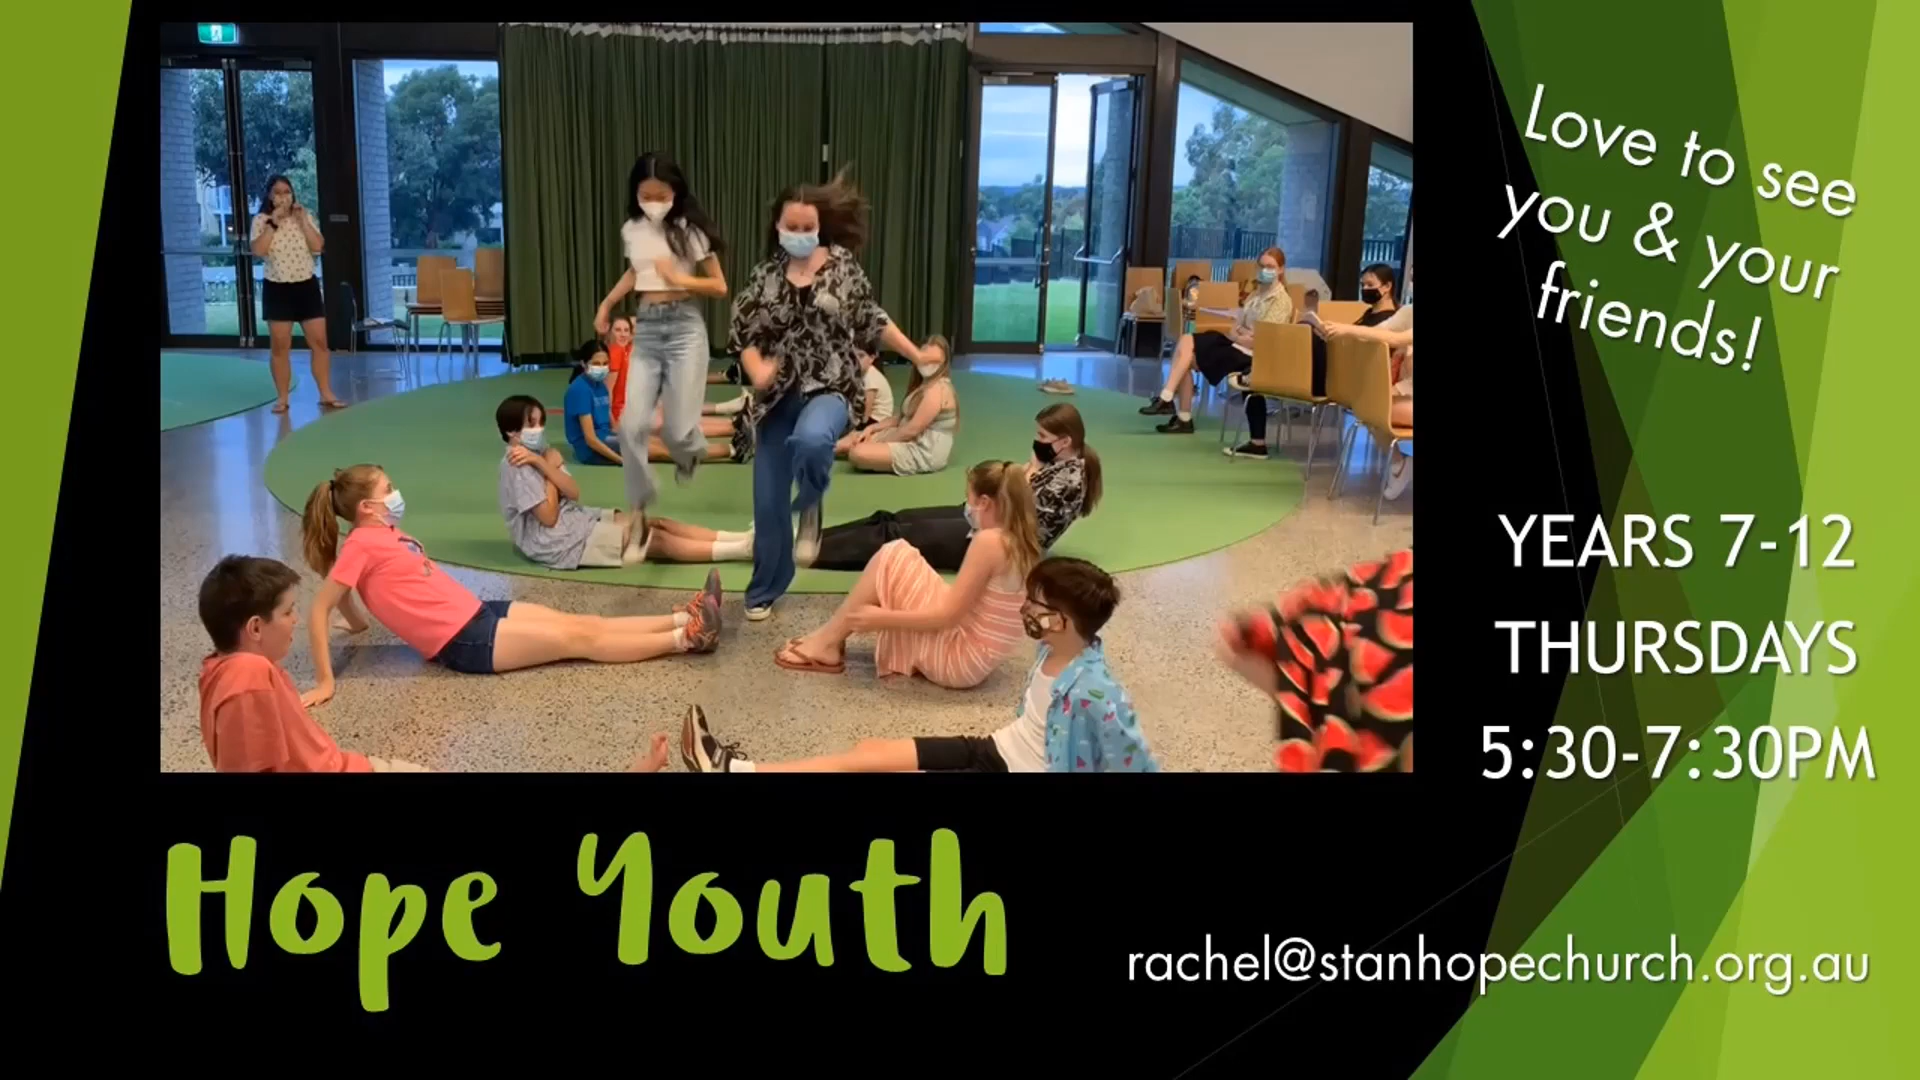 Love to see
you & your
friends!
YEARS 7-12
THURSDAYS
5:30-7:30PM
Hope Youth
rachel@stanhopechurch.org.au